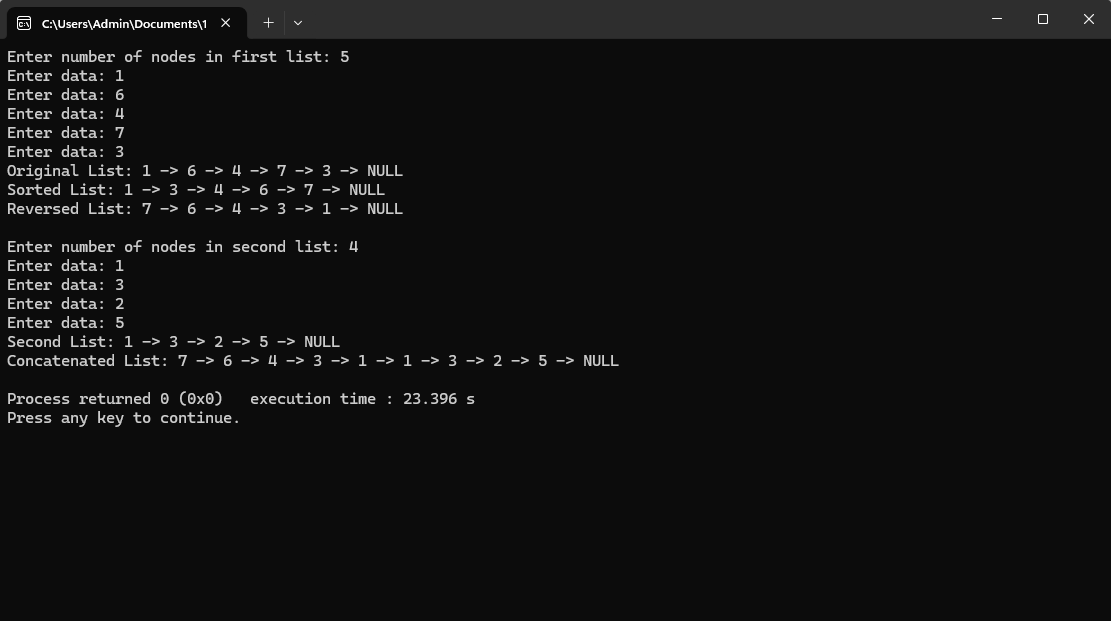 C:\Users\Admin\Documents\1
Enter number of nodes in first list: 5
Enter data: 1
Enter data: 6
Enter data: 4
Enter data: 7
Enter data: 3
Original List: 1 -> 6 -> 4 -> 7 -> 3 -> NULL
Sorted List: 1 -> 3 -> 4 -> 6 -> 7 -> NULL
Reversed List: 7 -> 6 -> 4 -> 3 -> 1 -> NULL
Enter number of nodes in second list: 4
Enter data: 1
Enter data: 3
Enter data: 2
Enter data: 5
Second List: 1 -> 3 -> 2 -> 5 -> NULL
Concatenated List: 7 -> 6 -> 4 -> 3 -> 1 -> 1 -> 3 -> 2 -> 5 -> NULL
Process returned 0 (0x0)   execution time : 23.396 s
Press any key to continue.